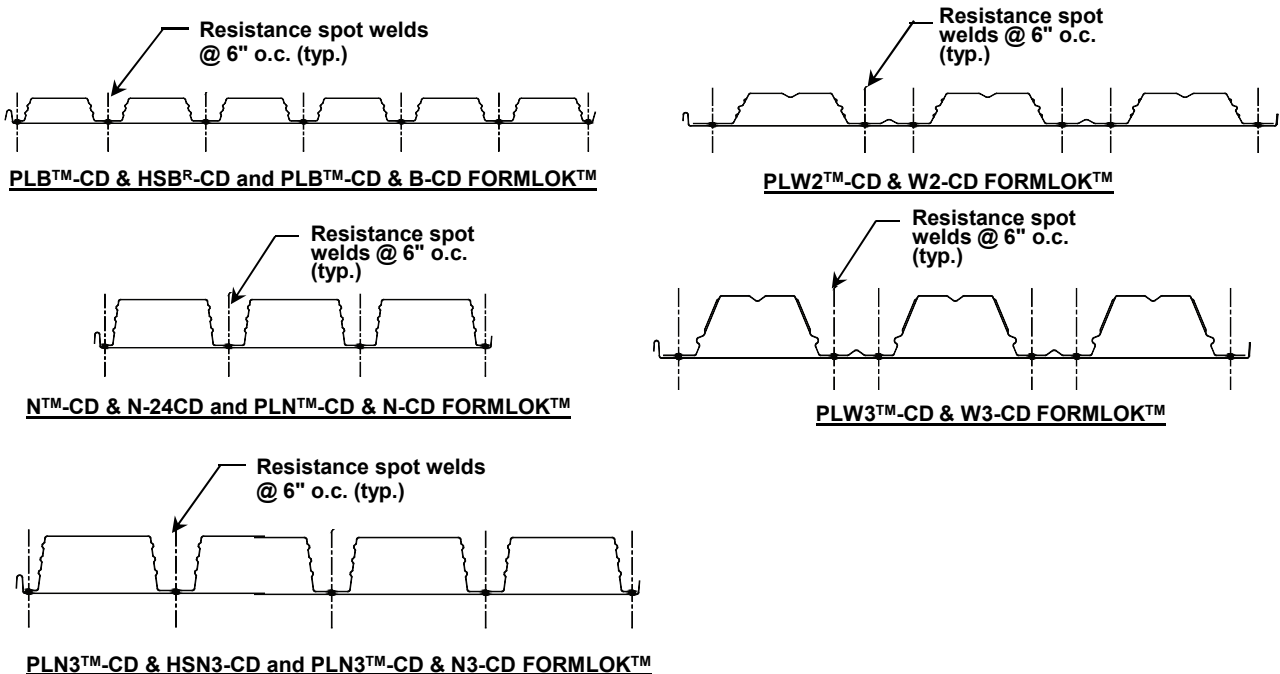 Resistance spot welds
@ 6" o.c. (typ.)
PLB™-CD & HSBᴿ-CD and PLB™-CD & B-CD FORMLOK™
Resistance spot
welds @ 6" o.c.
(typ.)
PLW2™-CD & W2-CD FORMLOK™
Resistance spot
welds @ 6" o.c.
(typ.)
N™-CD & N-24CD and PLN™-CD & N-CD FORMLOK™
Resistance spot
welds @ 6" o.c.
(typ.)
PLW3™-CD & W3-CD FORMLOK™
Resistance spot welds
@ 6" o.c. (typ.)
PLN3™-CD & HSN3-CD and PLN3™-CD & N3-CD FORMLOK™